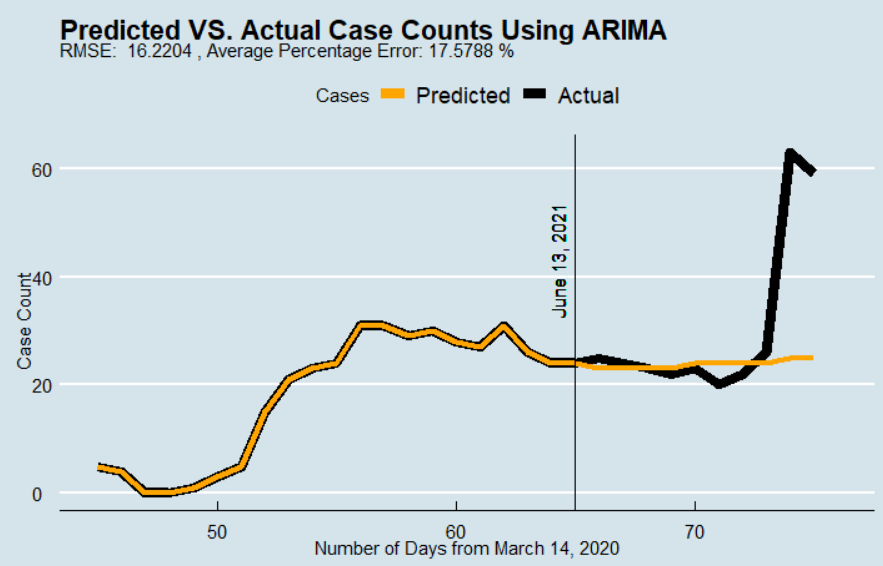 Predicted VS. Actual Case Counts Using ARIMA
RMSE:  16.2204 , Average Percentage Error: 17.5788 %
Cases Predicted Actual
60
40
20
0
Case Count
June 13, 2021
50 60 70
Number of Days from March 14, 2020